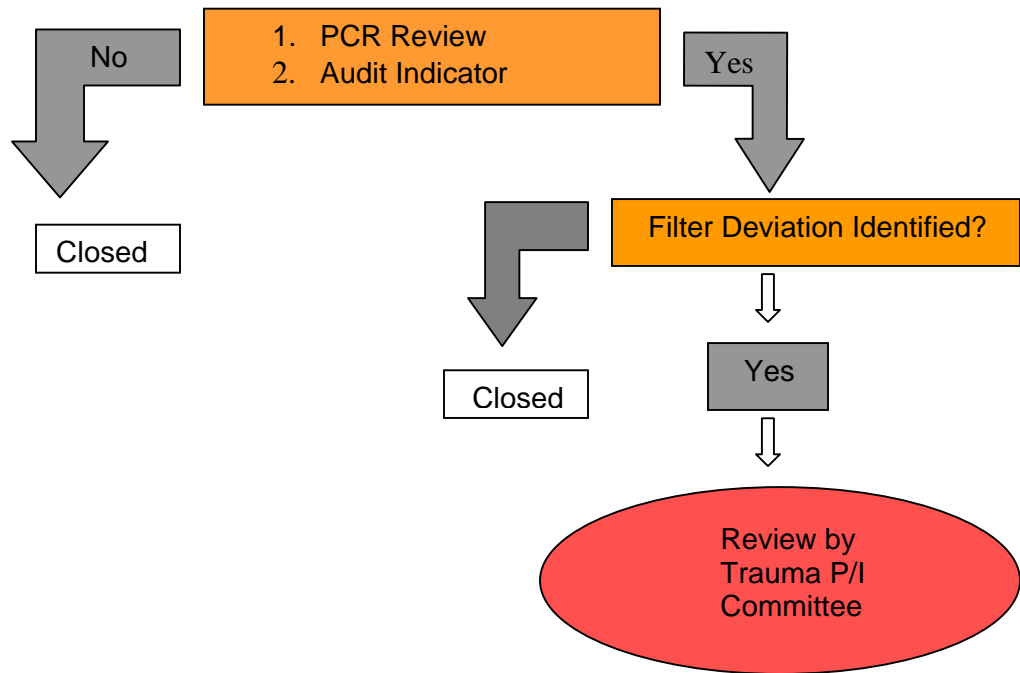 No
1. PCR Review
2. Audit Indicator
Yes
Closed
Filter Deviation Identified?
Closed
Yes
Review by
Trauma P/I
Committee